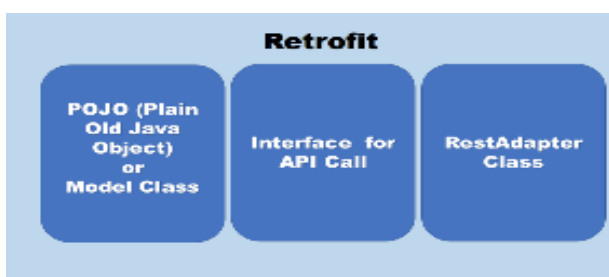 Retrofit
POJO (Plain
Old Java
Object)
or
Model Class
Interface for
API Call
RestAdapter
Class